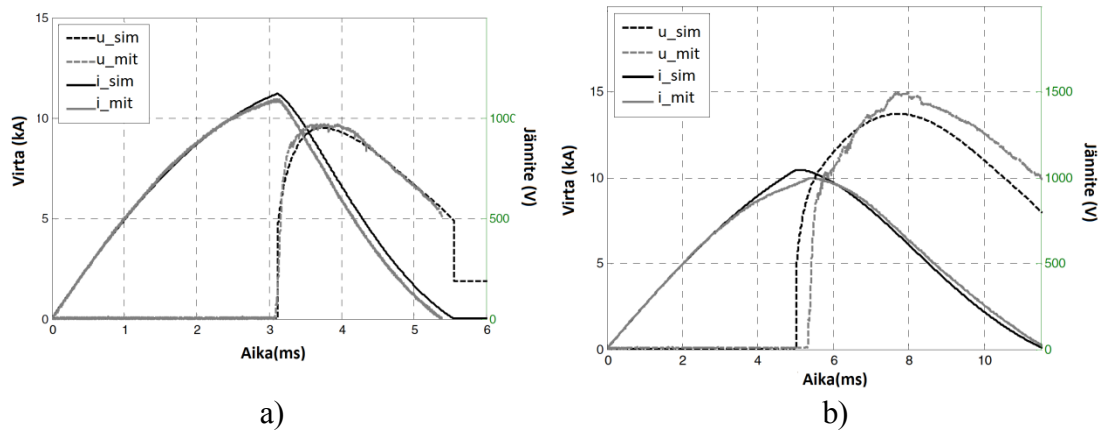 15
10
5
0
Virta (kA)
u_sim
u_mit
i_sim
i_mit
1000
500
0
Jännite (V)
0 1 2 3 4 5 6
Aika(ms)
a)
15
10
5
0
Virta (kA)
u_sim
u_mit
i_sim
i_mit
1500
1000
500
0
Jännite (V)
0 2 4 6 8 10
Aika(ms)
b)